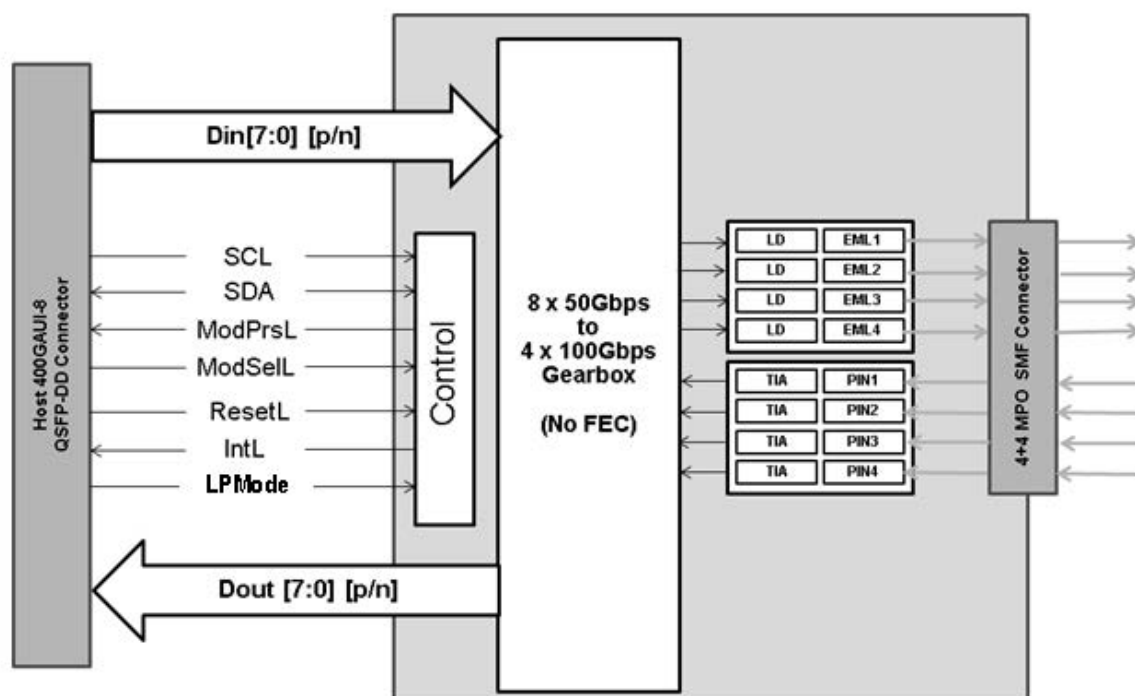 Host 400GAUI-8
QSFP-DD Connector
Din[7:0] [p/n]
SCL
SDA
ModPrsL
ModSelL
ResetL
IntL
LPMode
Control
Dout [7:0] [p/n]
8 x 50Gbps
to
4 x 100Gbps
Gearbox
(No FEC)
LD EML1
LD EML2
LD EML3
LD EML4
TIA PIN1
TIA PIN2
TIA PIN3
TIA PIN4
4+4 MPO SMF Connector